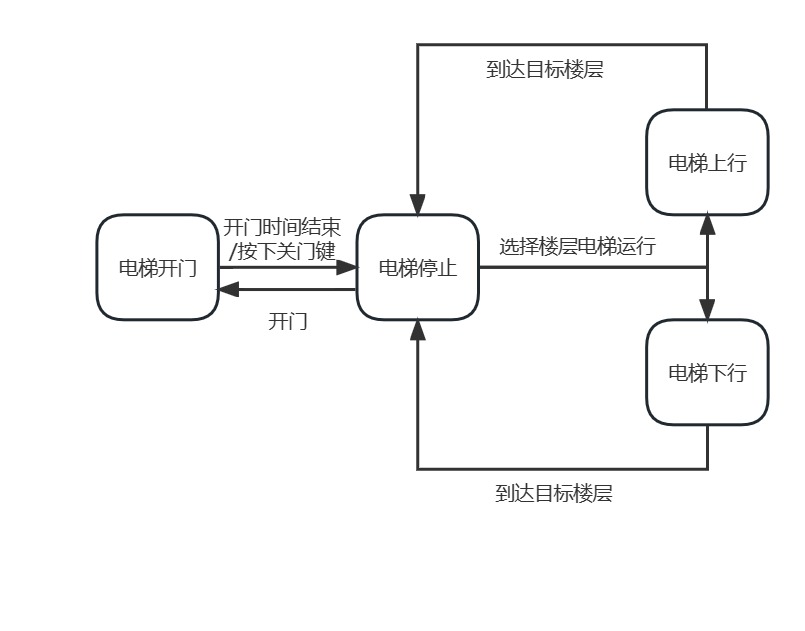 到达目标楼层
电梯上行
开门时间结束
/按下关门键
选择楼层电梯运行
电梯开门
电梯停止
开门
电梯下行
到达目标楼层